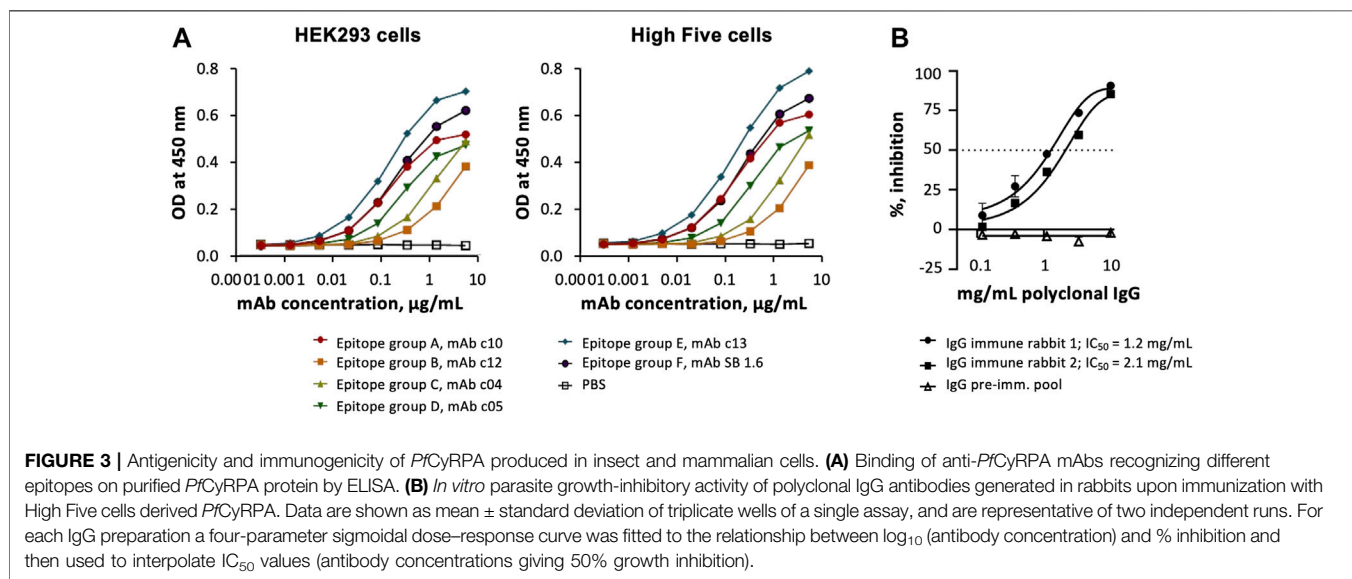 A
HEK293 cells
High Five cells
B
OD at 450 nm
0.8
0.6
0.4
0.2
0.0
0.0001 0.001 0.01 0.1 1 10
mAb concentration, µg/mL
OD at 450 nm
0.8
0.6
0.4
0.2
0.0
0.0001 0.001 0.01 0.1 1 10
mAb concentration, µg/mL
%, inhibition
100
75
50
25
0
-25
0.1 1 10
mg/mL polyclonal IgG
Epitope group A, mAb c10
Epitope group B, mAb c12
Epitope group C, mAb c04
Epitope group D, mAb c05
Epitope group E, mAb c13
Epitope group F, mAb SB 1.6
PBS
IgG immune rabbit 1; IC50 = 1.2 mg/mL
IgG immune rabbit 2; IC50 = 2.1 mg/mL
IgG pre-imm. pool
FIGURE 3 | Antigenicity and immunogenicity of PfCyRPA produced in insect and mammalian cells. (A) Binding of anti-PfCyRPA mAbs recognizing different
epitopes on purified PfCyRPA protein by ELISA. (B) In vitro parasite growth-inhibitory activity of polyclonal IgG antibodies generated in rabbits upon immunization with
High Five cells derived PfCyRPA. Data are shown as mean ± standard deviation of triplicate wells of a single assay, and are representative of two independent runs. For
each IgG preparation a four-parameter sigmoidal dose–response curve was fitted to the relationship between log10 (antibody concentration) and % inhibition and
then used to interpolate IC50 values (antibody concentrations giving 50% growth inhibition).